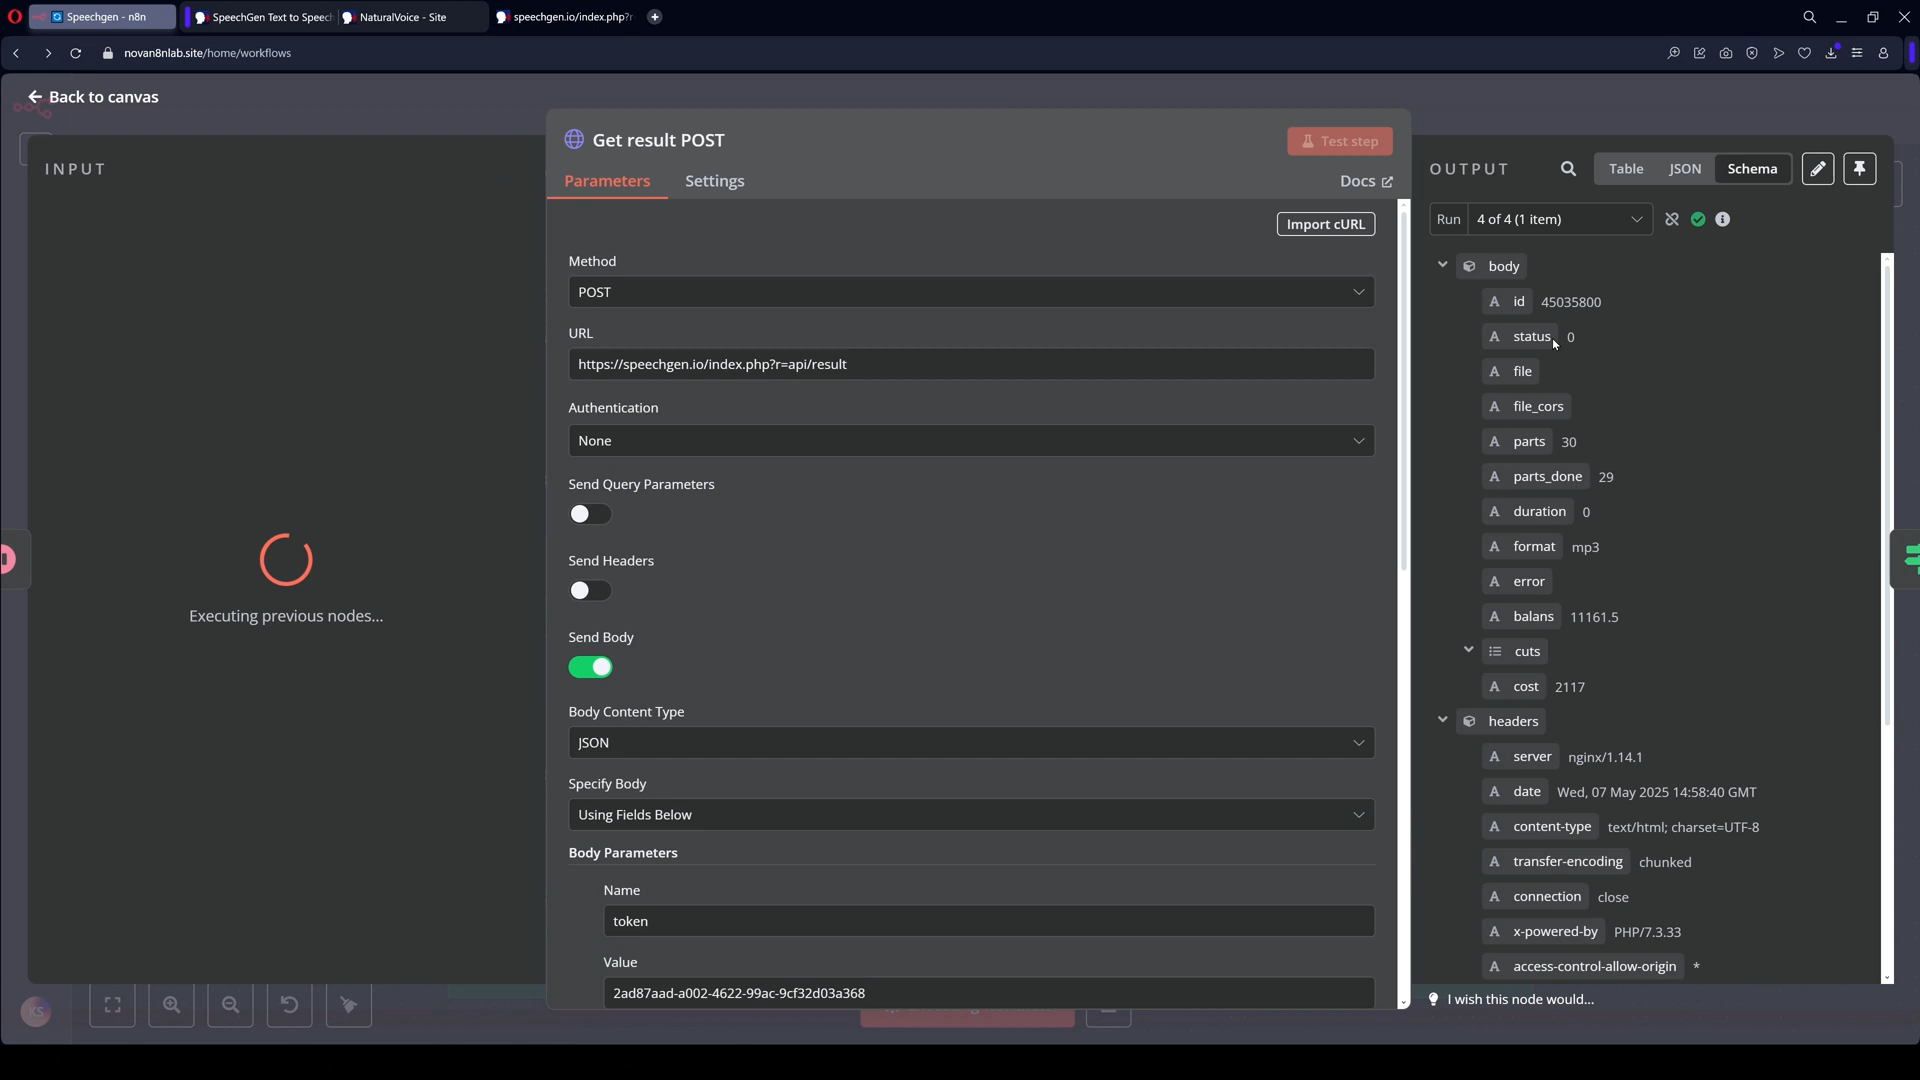 Speechgen - n8n
SpeechGen Text to Speech
NaturalVoice - Site
speechgen.io/index.php?r
novan8nlab.site/home/workflows
Back to canvas
INPUT
Executing previous nodes...
Get result POST
Test step
Parameters
Settings
Docs
Import cURL
Method
POST
URL
https://speechgen.io/index.php?r=api/result
Authentication
None
Send Query Parameters
Send Headers
Send Body
Body Content Type
JSON
Specify Body
Using Fields Below
Body Parameters
Name
token
Value
2ad87aad-a002-4622-99ac-9cf32d03a368
OUTPUT
Table
JSON
Schema
Run
4 of 4 (1 item)
body
A id 45035800
A status 0
A file
A file_cors
A parts 30
A parts_done 29
A duration 0
A format mp3
A error
A balans 11161.5
cuts
A cost 2117
headers
A server nginx/1.14.1
A date Wed, 07 May 2025 14:58:40 GMT
A content-type text/html; charset=UTF-8
A transfer-encoding chunked
A connection close
A x-powered-by PHP/7.3.33
A access-control-allow-origin *
I wish this node would...
KS